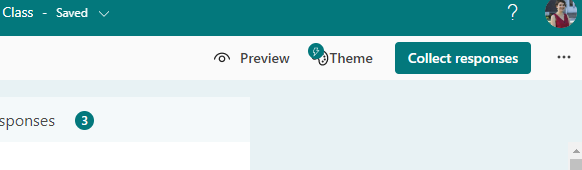 Class - Saved ?
Preview Theme Collect responses ...
sponses 3